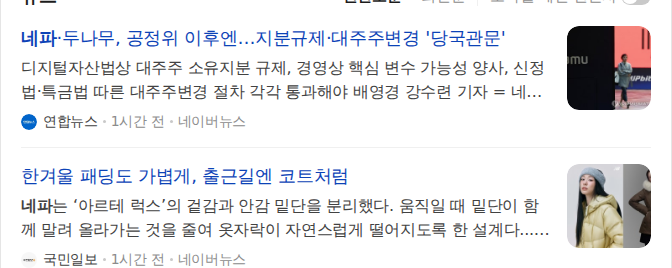 네파·두나무, 공정위 이후엔…지분규제·대주주변경 '당국관문'
디지털자산법상 대주주 소유지분 규제, 경영상 핵심 변수 가능성 양사, 신정
법·특금법 따른 대주주변경 절차 각각 통과해야 배영경 강수련 기자 = 네...
연합뉴스 · 1시간 전 · 네이버뉴스
한겨울 패딩도 가볍게, 출근길엔 코트처럼
네파는 ‘아르테 럭스’의 겉감과 안감 밑단을 분리했다. 움직일 때 밑단이 함
께 말려 올라가는 것을 줄여 옷자락이 자연스럽게 떨어지도록 한 설계다......
국민일보 · 1시간 전 · 네이버뉴스